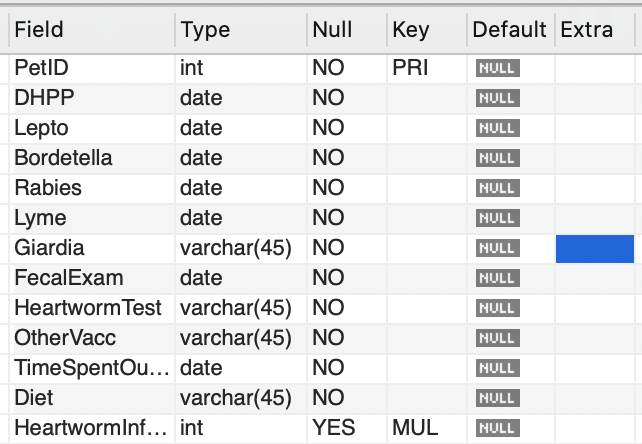 Field Type Null Key Default Extra
PetID int NO PRI NULL
DHPP date NO NULL
Lepto date NO NULL
Bordetella date NO NULL
Rabies date NO NULL
Lyme date NO NULL
Giardia varchar(45) NO NULL
FecalExam date NO NULL
HeartwormTest varchar(45) NO NULL
OtherVacc varchar(45) NO NULL
TimeSpentOu... date NO NULL
Diet varchar(45) NO NULL
HeartwormInf... int YES MUL NULL